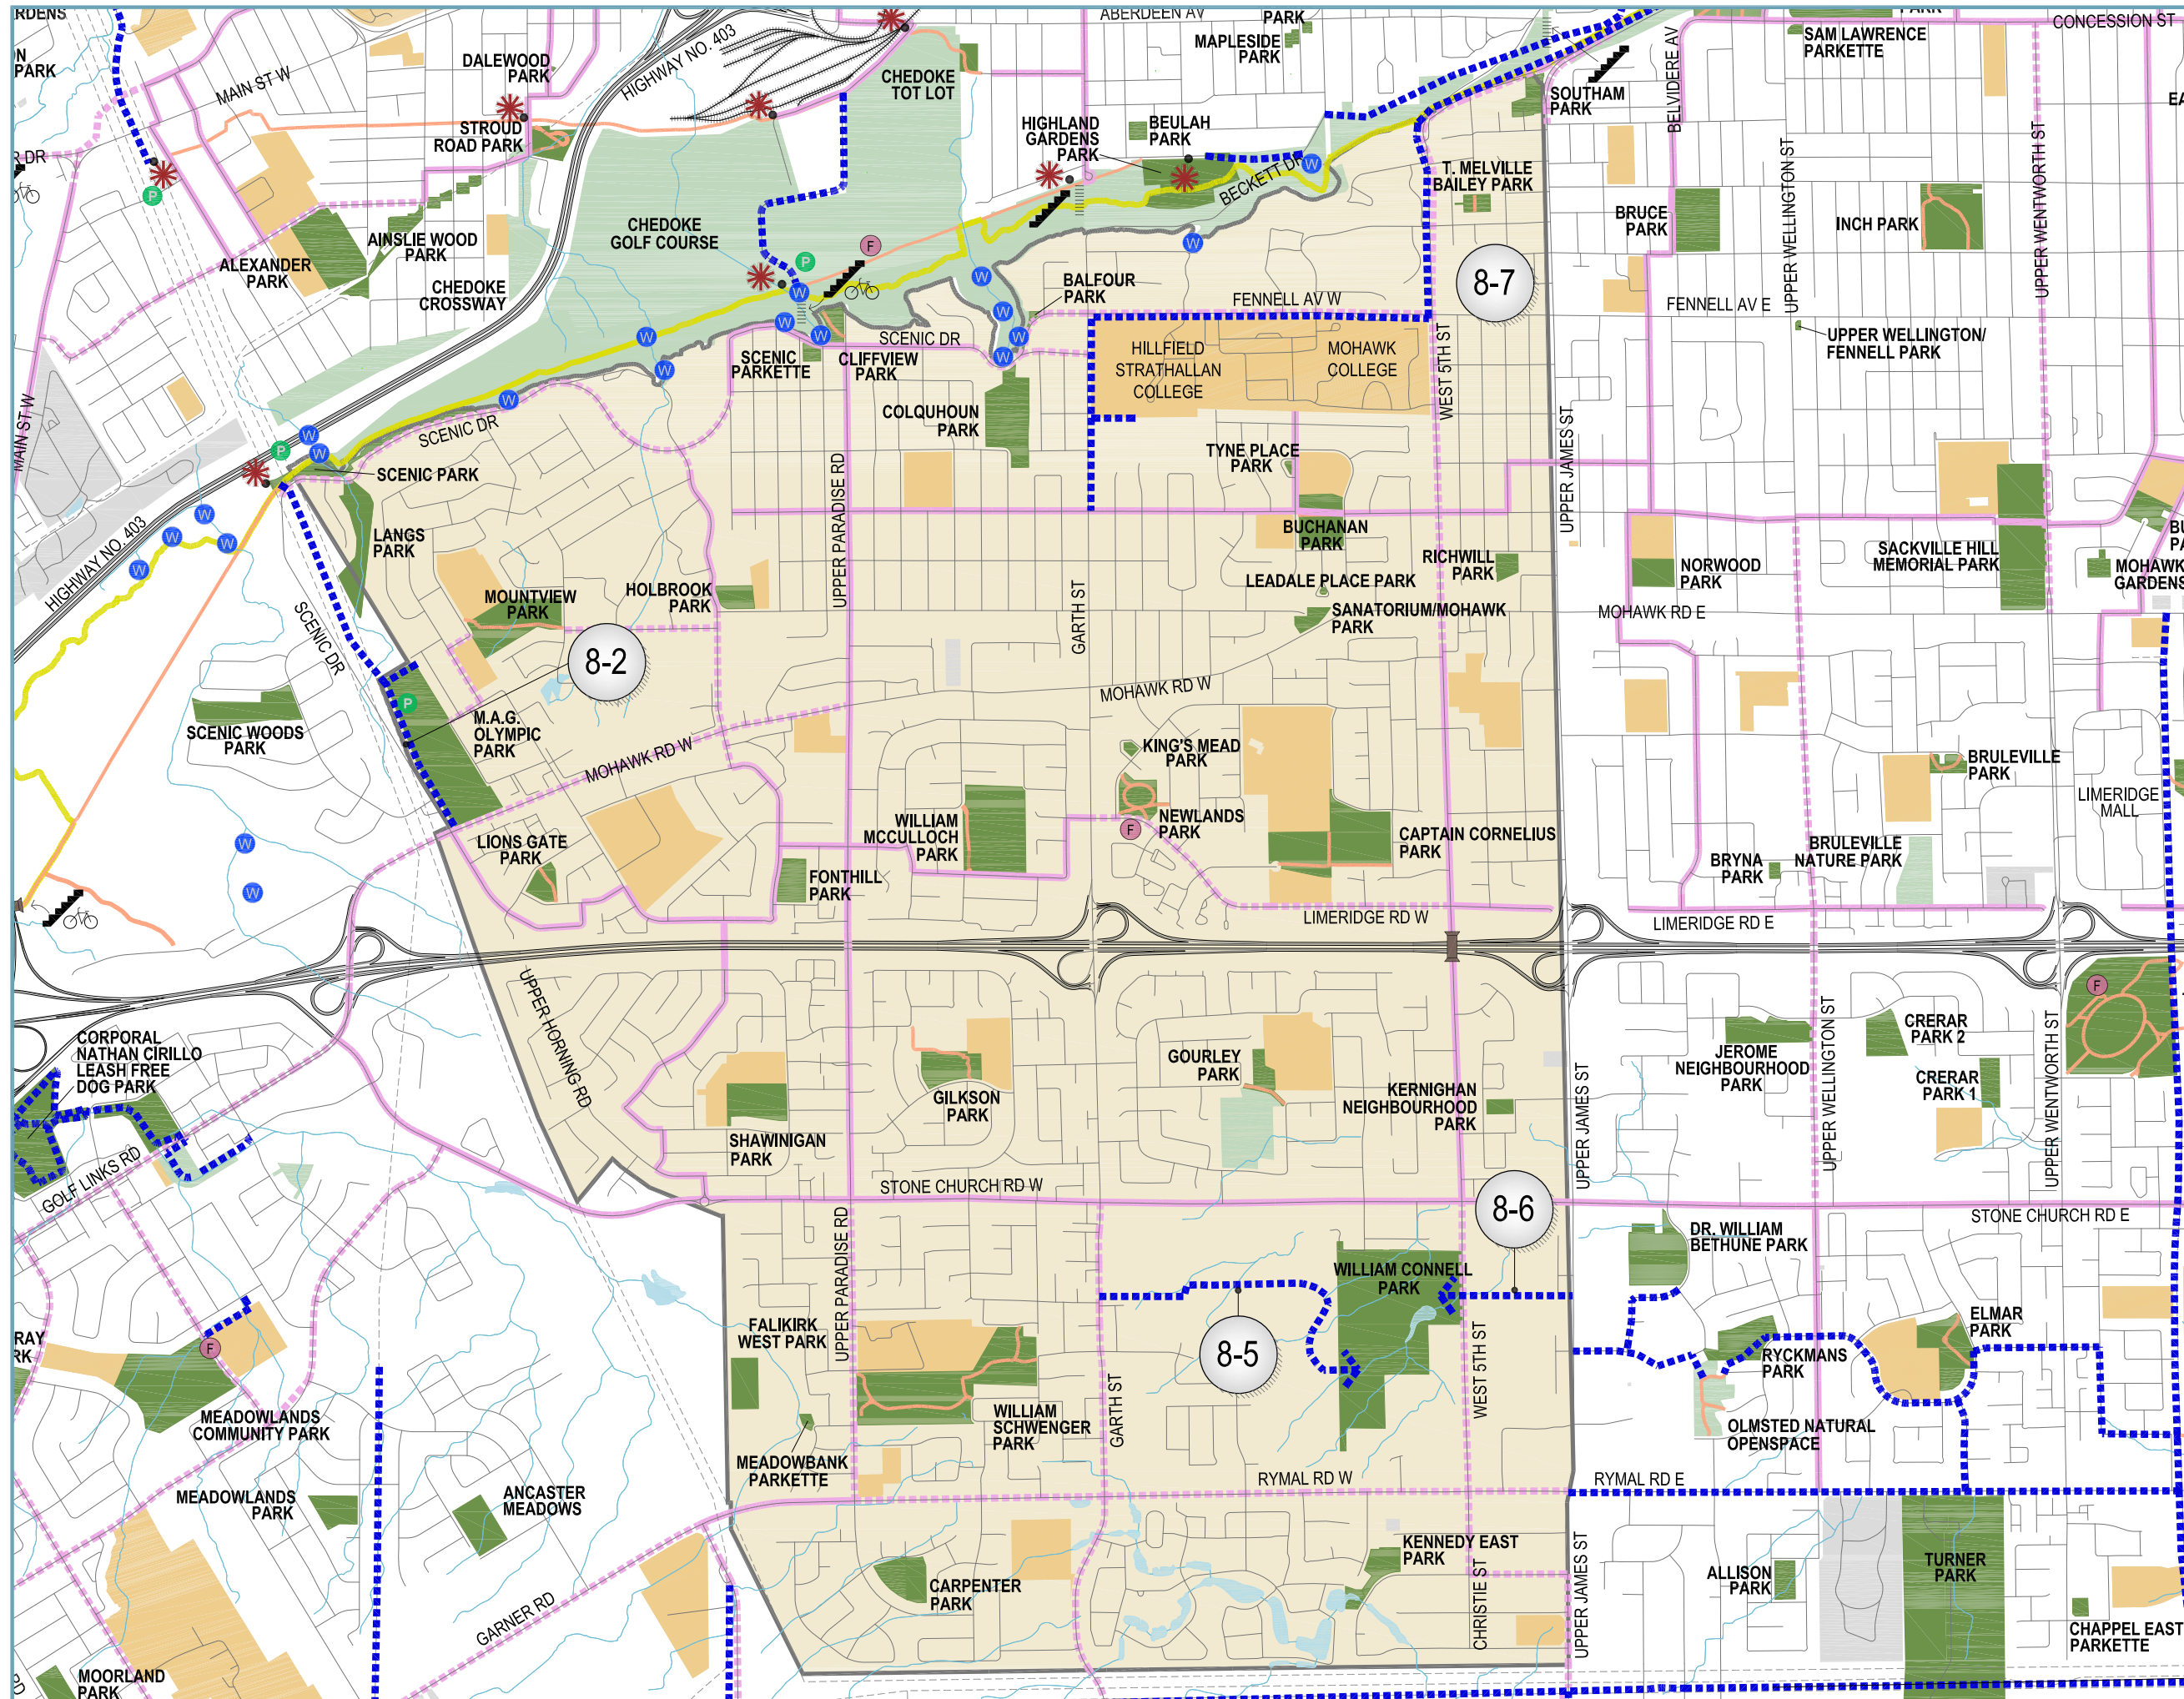 RDENS
N
PARK
MAIN ST W
DALEWOOD
PARK
HIGHWAY NO. 403
STROUD
ROAD PARK
CHEDOKE
TOT LOT
ABERDEEN AV
PARK
MAPLESIDE
PARK
HIGHLAND
GARDENS
PARK
BEULAH
PARK
BECKETT DR
SOUTHAM
PARK
BELVIDERE AV
PARK
SAM LAWRENCE
PARKETTE
CONCESSION ST
EA
R DR
P
AINSLIE WOOD
PARK
ALEXANDER
PARK
CHEDOKE
CROSSWAY
CHEDOKE
GOLF COURSE
P
F
W
W
W
T. MELVILLE
BAILEY PARK
8-7
BRUCE
PARK
UPPER WELLINGTON ST
INCH PARK
UPPER WENTWORTH ST
FENNELL AV E
UPPER WELLINGTON/
FENNELL PARK
BALFOUR
PARK
FENNELL AV W
W
W
W
W
W
W
W
W
W
SCENIC DR
SCENIC
PARKETTE
CLIFFVIEW
PARK
HILLFIELD
STRATHALLAN
COLLEGE
MOHAWK
COLLEGE
WEST 5TH ST
COLQUHOUN
PARK
MAIN ST W
W
SCENIC DR
W
W
P
SCENIC PARK
UPPER PARADISE RD
TYNE PLACE
PARK
UPPER JAMES ST
HIGHWAY NO. 403
W
W
W
W
LANGS
PARK
BUCHANAN
PARK
RICHWILL
PARK
NORWOOD
PARK
SACKVILLE HILL
MEMORIAL PARK
BU
PA
MOHAWK
GARDENS
SCENIC DR
MOUNTVIEW
PARK
HOLBROOK
PARK
GARTH ST
LEADALE PLACE PARK
SANATORIUM/MOHAWK
PARK
MOHAWK RD E
8-2
MOHAWK RD W
P
SCENIC WOODS
PARK
M.A.G.
OLYMPIC
PARK
MOHAWK RD W
KING'S MEAD
PARK
BRULEVILLE
PARK
LIMERIDGE
MALL
WILLIAM
MCCULLOCH
PARK
NEWLANDS
PARK
F
CAPTAIN CORNELIUS
PARK
LIONS GATE
PARK
FONTHILL
PARK
BRYNA
PARK
BRULEVILLE
NATURE PARK
W
W
LIMERIDGE RD W
LIMERIDGE RD E
UPPER HORNING RD
CORPORAL
NATHAN CIRILLO
LEASH FREE
DOG PARK
GOLF LINKS RD
SHAWINIGAN
PARK
GILKSON
PARK
GOURLEY
PARK
KERNIGHAN
NEIGHBOURHOOD
PARK
UPPER JAMES ST
JEROME
NEIGHBOURHOOD
PARK
UPPER WELLINGTON ST
CRERAR
PARK 2
CRERAR
PARK 1
UPPER WENTWORTH ST
F
STONE CHURCH RD W
8-6
STONE CHURCH RD E
UPPER PARADISE RD
WILLIAM CONNELL
PARK
DR. WILLIAM
BETHUNE PARK
FALIKIRK
WEST PARK
8-5
WEST 5TH ST
RYCKMANS
PARK
ELMAR
PARK
RAY
RK
F
MEADOWLANDS
COMMUNITY PARK
WILLIAM
SCHWENGER
PARK
GARTH ST
OLMSTED NATURAL
OPENSPACE
MEADOWBANK
PARKETTE
RYMAL RD W
RYMAL RD E
MEADOWLANDS
PARK
ANCASTER
MEADOWS
GARNER RD
CARPENTER
PARK
KENNEDY EAST
PARK
CHRISTIE ST
UPPER JAMES ST
ALLISON
PARK
TURNER
PARK
CHAPPEL EAST
PARKETTE
MOORLAND
PARK